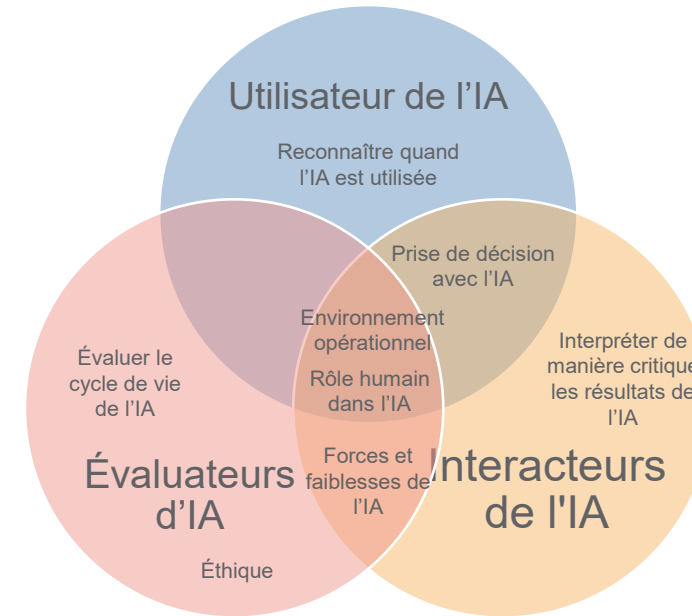 Utilisateur de l’IA
Reconnaître quand
l’IA est utilisée
Prise de décision
avec l’IA
Environnement
opérationnel
Rôle humain
dans l’IA
Évaluer le
cycle de vie
de l’IA
Interpréter de
manière critique
les résultats de
l’IA
Forces et
faiblesses de
l’IA
Évaluateurs
d’IA
Interacteurs
de l'IA
Éthique